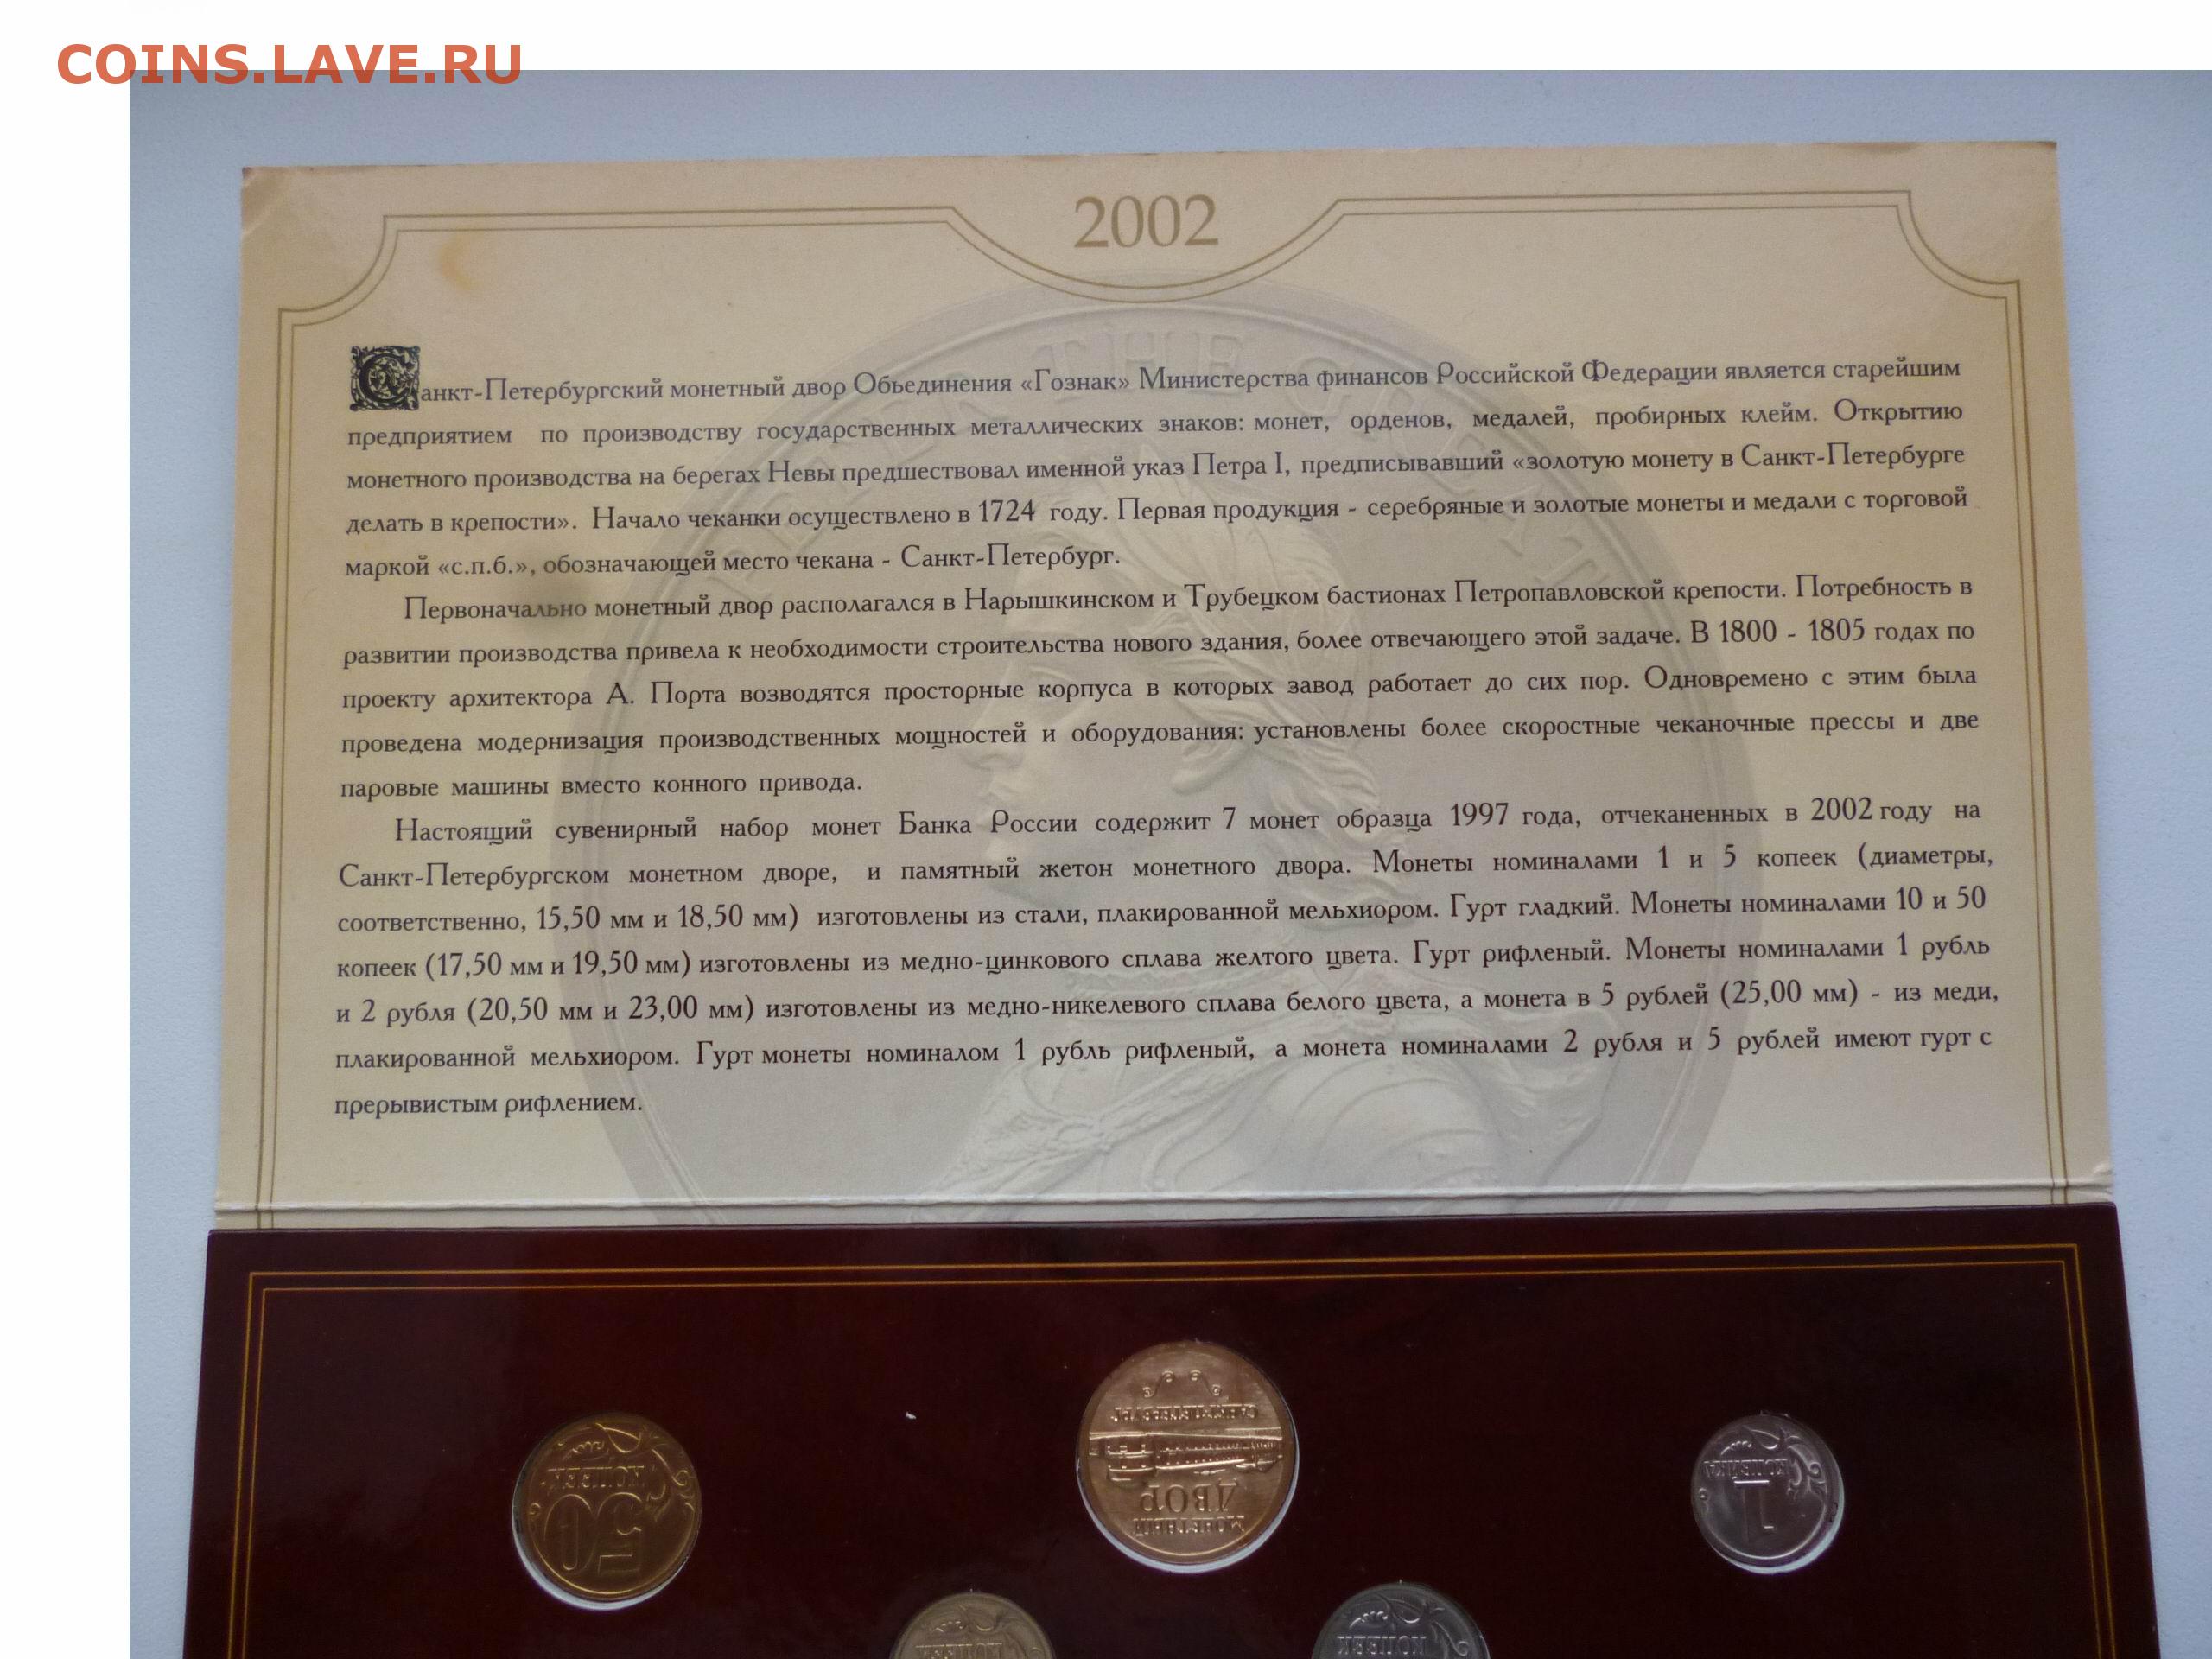 COINS.LAVE.RU
2002
Санкт-Петербургский монетный двор Обьединения «Гознак» Министерства финансов Российской Федерации является старейшим
предприятием по производству государственных металлических знаков: монет, орденов, медалей, пробирных клейм. Открытию
монетного производства на берегах Невы предшествовал именной указ Петра I, предписывавший «золотую монету в Санкт-Петербурге
делать в крепости». Начало чеканки осуществлено в 1724 году. Первая продукция - серебряные и золотые монеты и медали с торговой
маркой «с.п.б.», обозначающей место чекана - Санкт-Петербург.
Первоначально монетный двор располагался в Нарышкинском и Трубецком бастионах Петропавловской крепости. Потребность в
развитии производства привела к необходимости строительства нового здания, более отвечающего этой задаче. В 1800 - 1805 годах по
проекту архитектора А. Порта возводятся просторные корпуса в которых завод работает до сих пор. Одновремено с этим была
проведена модернизация производственных мощностей и оборудования: установлены более скоростные чеканочные прессы и две
паровые машины вместо конного привода.
Настоящий сувенирный набор монет Банка России содержит 7 монет образца 1997 года, отчеканенных в 2002 году на
Санкт-Петербургском монетном дворе, и памятный жетон монетного двора. Монеты номиналами 1 и 5 копеек (диаметры,
соответственно, 15,50 мм и 18,50 мм) изготовлены из стали, плакированной мельхиором. Гурт гладкий. Монеты номиналами 10 и 50
копеек (17,50 мм и 19,50 мм) изготовлены из медно-цинкового сплава желтого цвета. Гурт рифленый. Монеты номиналами 1 рубль
и 2 рубля (20,50 мм и 23,00 мм) изготовлены из медно-никелевого сплава белого цвета, а монета в 5 рублей (25,00 мм) - из меди,
плакированной мельхиором. Гурт монеты номиналом 1 рубль рифленый, а монета номиналами 2 рубля и 5 рублей имеют гурт с
прерывистым рифлением.
50
КОПЕЕК
МОНЕТНЫЙ
ДВОР
САНКТ-ПЕТЕРБУРГ
1
КОПЕЙКА
КОПЕЕК
КОПЕЕК